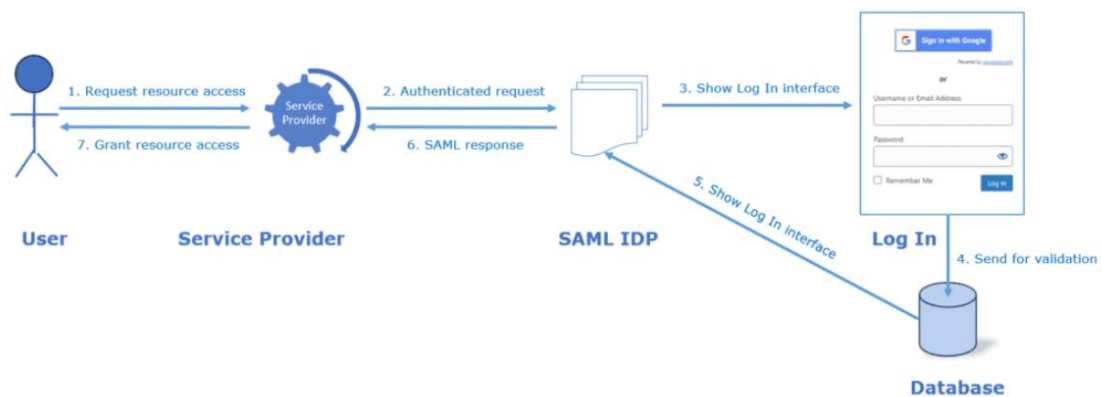 Sign in with Google
or
Username or Email Address
Password
Remember Me
Log In
1. Request resource access
7. Grant resource access
Service
Provider
2. Authenticated request
6. SAML response
3. Show Log In interface
5. Show Log In interface
User
Service Provider
SAML IDP
Log In
4. Send for validation
Database